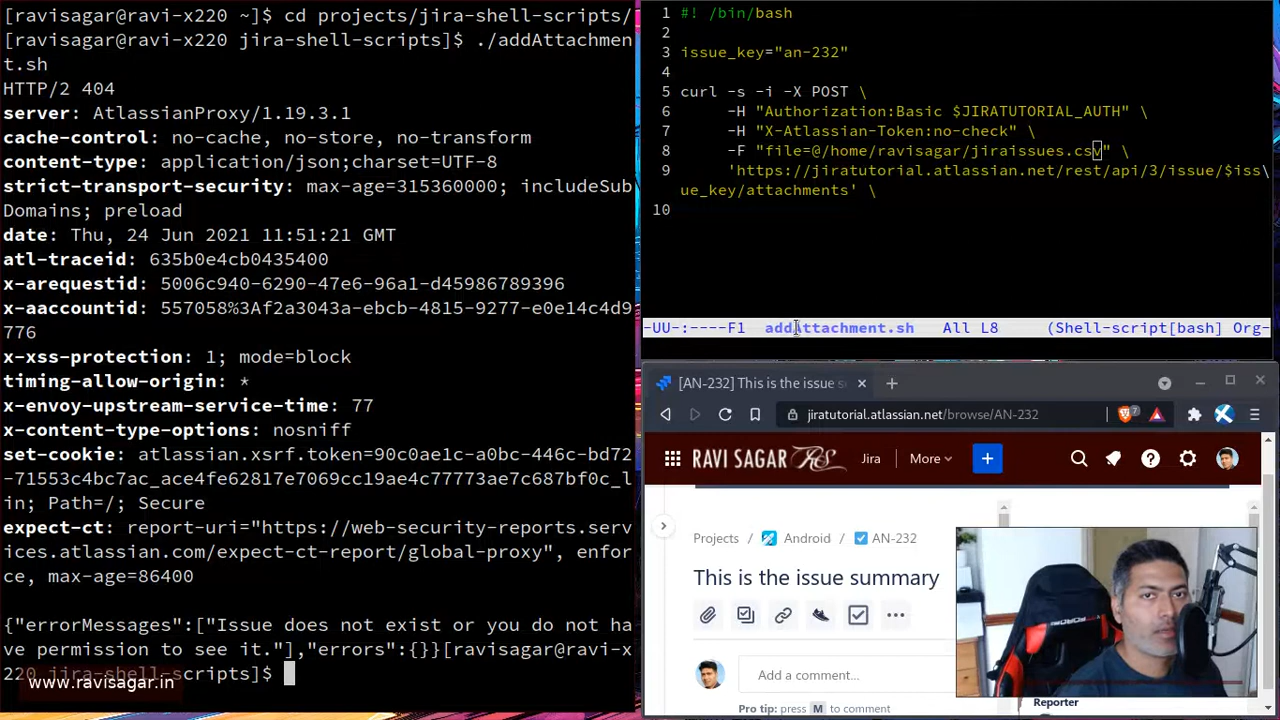 [ravisagar@ravi-x220 ~]$ cd projects/jira-shell-scripts/
[ravisagar@ravi-x220 jira-shell-scripts]$ ./addAttachmen
t.sh
HTTP/2 404
server: AtlassianProxy/1.19.3.1
cache-control: no-cache, no-store, no-transform
content-type: application/json;charset=UTF-8
strict-transport-security: max-age=315360000; includeSub
Domains; preload
date: Thu, 24 Jun 2021 11:51:21 GMT
atl-traceid: 635b0e4cb0435400
x-arequestid: 5006c940-6290-47e6-96a1-d45986789396
x-aaccountid: 557058%3Af2a3043a-ebcb-4815-9277-e0e14c4d9
776
x-xss-protection: 1; mode=block
timing-allow-origin: *
x-envoy-upstream-service-time: 77
x-content-type-options: nosniff
set-cookie: atlassian.xsrf.token=90c0ae1c-a0bc-446c-bd72
-71553c4bc7ac_ace4fe62817e7069cc19ae4c77773ae7c687bf0c_l
in; Path=/; Secure
expect-ct: report-uri="https://web-security-reports.serv
ices.atlassian.com/expect-ct-report/global-proxy", enfor
ce, max-age=86400
{"errorMessages":["Issue does not exist or you do not ha
ve permission to see it."],"errors":{}}[ravisagar@ravi-x
220 jira-shell-scripts]$
www.ravisagar.in
1 #! /bin/bash
2
3 issue_key="an-232"
4
5 curl -s -i -X POST \
6 -H "Authorization:Basic $JIRATUTORIAL_AUTH" \
7 -H "X-Atlassian-Token:no-check" \
8 -F "file=@/home/ravisagar/jiraissues.csv" \
9 'https://jiratutorial.atlassian.net/rest/api/3/issue/$iss\
ue_key/attachments' \
10
-UU-:----F1 addAttachment.sh All L8 (Shell-script[bash] Org-
[AN-232] This is the issue s
jiratutorial.atlassian.net/browse/AN-232
7
RAVI SAGAR RS Jira More
Projects / Android / AN-232
This is the issue summary
Add a comment…
Pro tip: press M to comment
Reporter